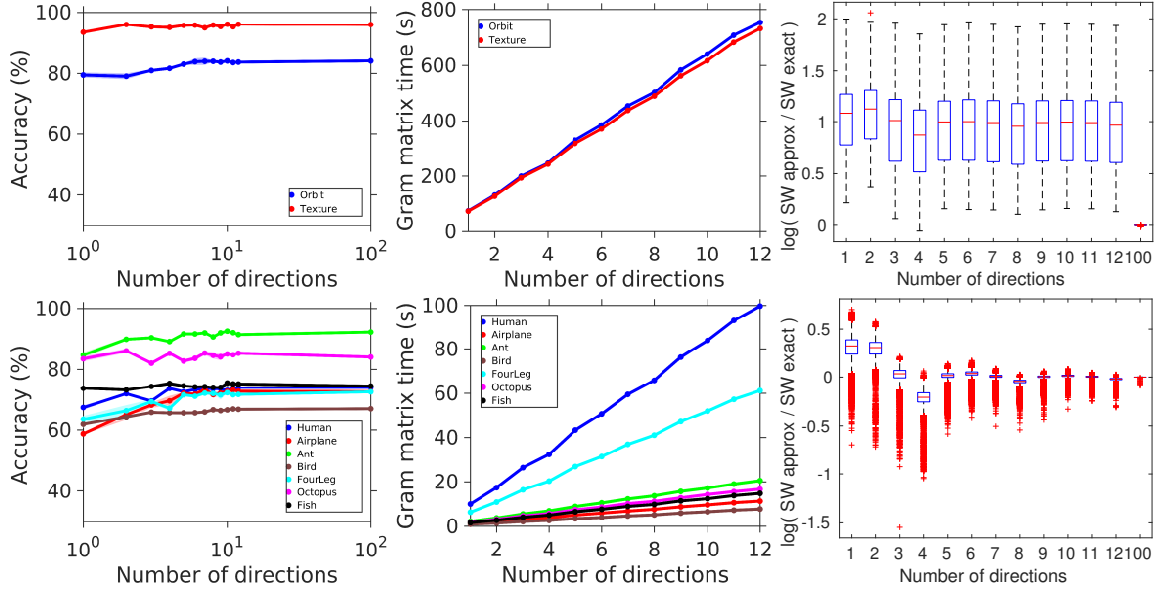 100
80
60
40
Accuracy (%)
10^0
10^1
10^2
Number of directions
Orbit
Texture
800
600
400
200
0
Gram matrix time (s)
2 4 6 8 10 12
Number of directions
Orbit
Texture
2
1.5
1
0.5
0
log( SW approx / SW exact)
1 2 3 4 5 6 7 8 9 10 11 12 100
Number of directions
100
80
60
40
Accuracy (%)
10^0
10^1
10^2
Number of directions
Human
Airplane
Ant
Bird
FourLeg
Octopus
Fish
100
80
60
40
20
0
Gram matrix time (s)
2 4 6 8 10 12
Number of directions
Human
Airplane
Ant
Bird
FourLeg
Octopus
Fish
0.5
0
-0.5
-1
-1.5
log( SW approx / SW exact)
1 2 3 4 5 6 7 8 9 10 11 12 100
Number of directions